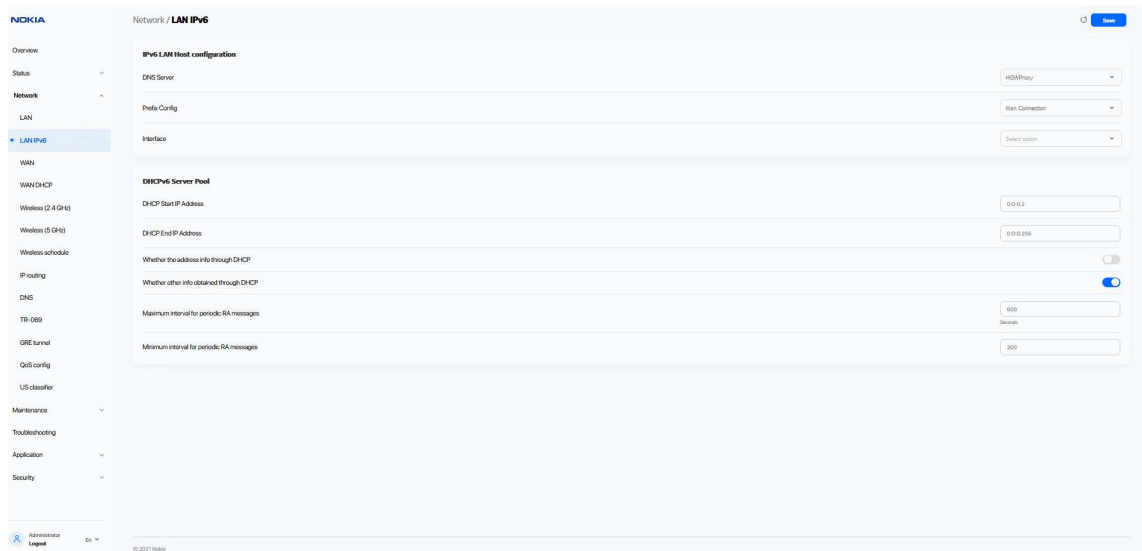 NOKIA
Network / LAN IPv6
Save
Overview
Status
Network
LAN
LAN IPv6
WAN
WAN DHCP
Wireless (2.4 GHz)
Wireless (5 GHz)
Wireless schedule
IP routing
DNS
TR-069
GRE tunnel
QoS config
US classifier
Maintenance
Troubleshooting
Application
Security
Administrator
Logout
En
IPv6 LAN Host configuration
DNS Server
HGWProxy
Prefix Config
Wan Connection
Interface
Select option
DHCPv6 Server Pool
DHCP Start IP Address
0:0:0:2
DHCP End IP Address
0:0:0:255
Whether the address info through DHCP
Whether other info obtained through DHCP
Maximum interval for periodic RA messages
600
Seconds
Minimum interval for periodic RA messages
200
© 2021 Nokia